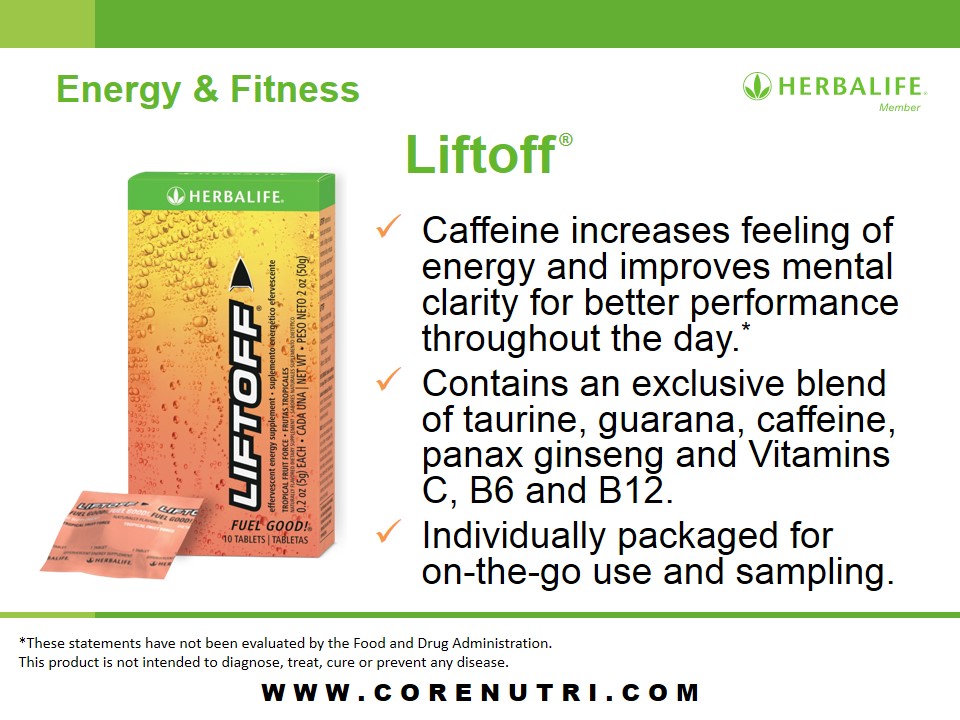 Energy & Fitness
HERBALIFE®
Member
Liftoff®
HERBALIFE®
LIFTOFF®
effervescent energy supplement • suplemento energético efervescente
TROPICAL FRUIT FORCE • FRUTAS TROPICALES
0.2 oz (5g) EACH • CADA UNA | NET WT • PESO NETO 2 oz (50g)
FUEL GOOD!®
10 TABLETS | TABLETAS
LIFTOFF
FUEL GOOD!
HERBALIFE
✓ Caffeine increases feeling of
energy and improves mental
clarity for better performance
throughout the day.*
✓ Contains an exclusive blend
of taurine, guarana, caffeine,
panax ginseng and Vitamins
C, B6 and B12.
✓ Individually packaged for
on-the-go use and sampling.
*These statements have not been evaluated by the Food and Drug Administration.
This product is not intended to diagnose, treat, cure or prevent any disease.
WWW.CORENUTRI.COM